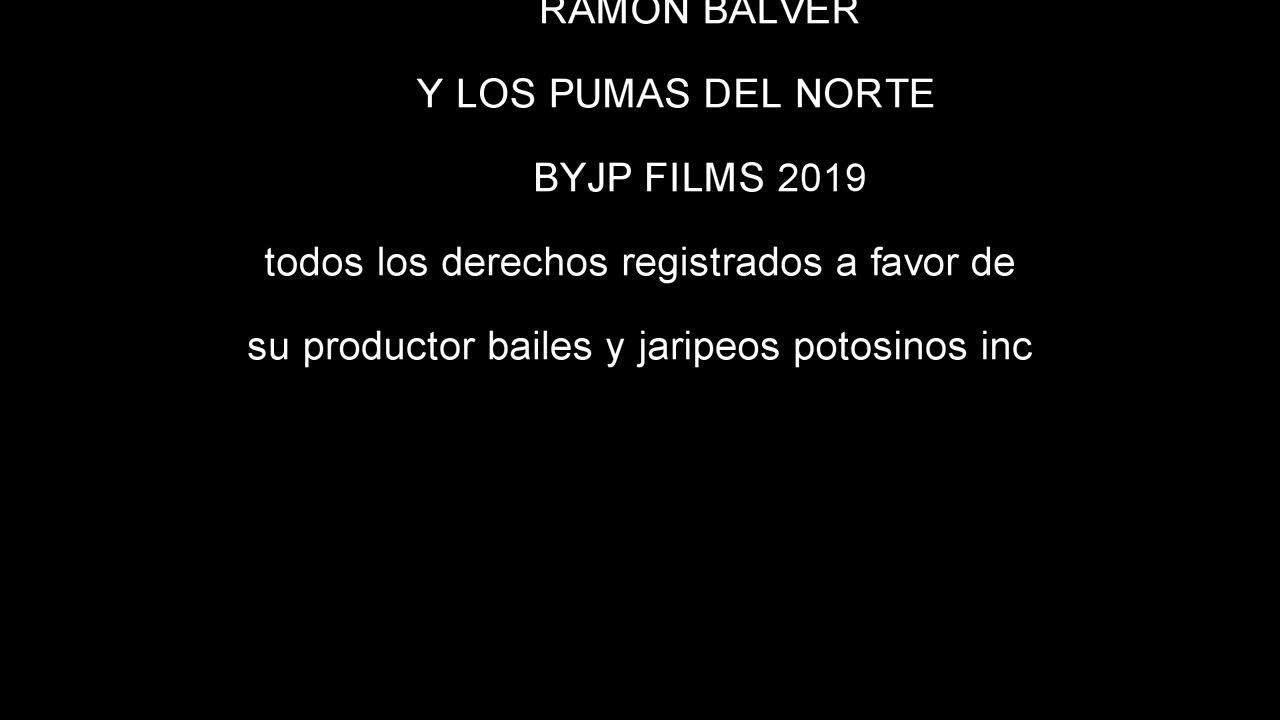 RAMON BALVER
Y LOS PUMAS DEL NORTE
BYJP FILMS 2019
todos los derechos registrados a favor de
su productor bailes y jaripeos potosinos inc